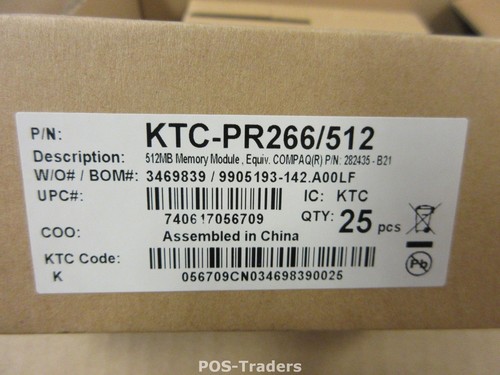 P/N: KTC-PR266/512
Description: 512MB Memory Module , Equiv. COMPAQ(R) P/N: 282435 - B21
W/O# / BOM#: 3469839 / 9905193-142.A00LF
UPC#: IC: KTC
740617056709 QTY: 25 pcs
COO: Assembled in China
KTC Code:
K 056709CN034698390025
Pb
POS-Traders